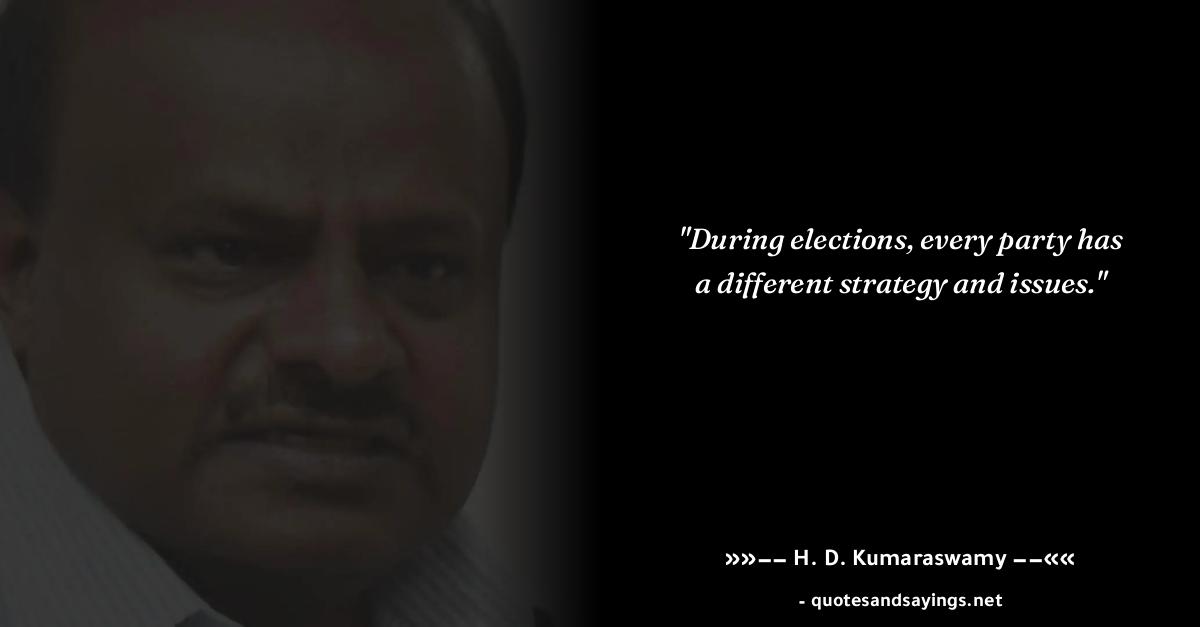 "During elections, every party has
a different strategy and issues."
»»−− H. D. Kumaraswamy −−««
- quotesandsayings.net